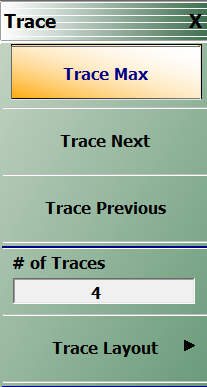 Trace X
Trace Max
Trace Next
Trace Previous
# of Traces
4
Trace Layout